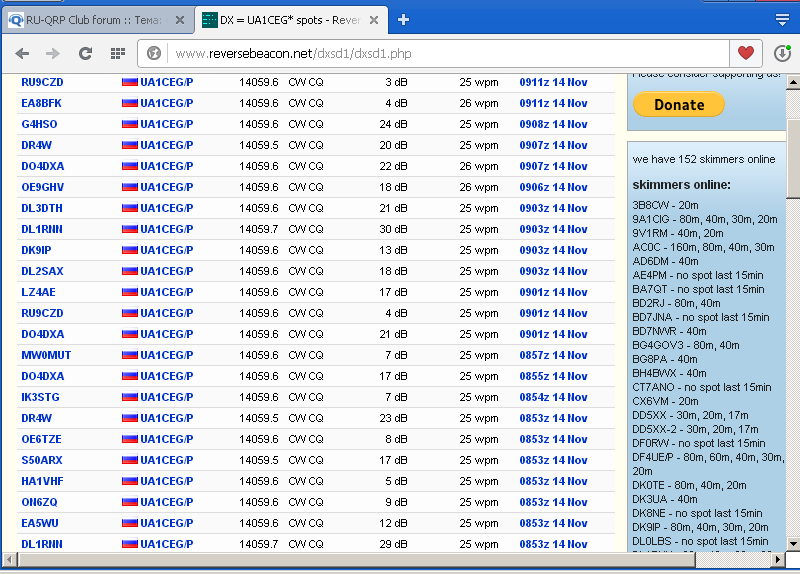 RU-QRP Club forum :: Тема:
DX = UA1CEG* spots - Rever
www.reversebeacon.net/dxsd1/dxsd1.php
RU9CZD UA1CEG/P 14059.6 CW CQ 3 dB 25 wpm 0911z 14 Nov
EA8BFK UA1CEG/P 14059.6 CW CQ 4 dB 26 wpm 0911z 14 Nov
G4HSO UA1CEG/P 14059.6 CW CQ 24 dB 25 wpm 0908z 14 Nov
DR4W UA1CEG/P 14059.5 CW CQ 20 dB 25 wpm 0907z 14 Nov
DO4DXA UA1CEG/P 14059.6 CW CQ 22 dB 26 wpm 0907z 14 Nov
OE9GHV UA1CEG/P 14059.6 CW CQ 18 dB 26 wpm 0906z 14 Nov
DL3DTH UA1CEG/P 14059.6 CW CQ 21 dB 25 wpm 0903z 14 Nov
DL1RNN UA1CEG/P 14059.7 CW CQ 30 dB 25 wpm 0903z 14 Nov
DK9IP UA1CEG/P 14059.6 CW CQ 13 dB 25 wpm 0903z 14 Nov
DL2SAX UA1CEG/P 14059.6 CW CQ 18 dB 25 wpm 0903z 14 Nov
LZ4AE UA1CEG/P 14059.6 CW CQ 17 dB 25 wpm 0901z 14 Nov
RU9CZD UA1CEG/P 14059.6 CW CQ 4 dB 25 wpm 0901z 14 Nov
DO4DXA UA1CEG/P 14059.6 CW CQ 21 dB 25 wpm 0901z 14 Nov
MW0MUT UA1CEG/P 14059.6 CW CQ 7 dB 25 wpm 0857z 14 Nov
DO4DXA UA1CEG/P 14059.6 CW CQ 17 dB 25 wpm 0855z 14 Nov
IK3STG UA1CEG/P 14059.6 CW CQ 7 dB 25 wpm 0854z 14 Nov
DR4W UA1CEG/P 14059.5 CW CQ 23 dB 25 wpm 0853z 14 Nov
OE6TZE UA1CEG/P 14059.6 CW CQ 8 dB 25 wpm 0853z 14 Nov
S50ARX UA1CEG/P 14059.5 CW CQ 17 dB 25 wpm 0853z 14 Nov
HA1VHF UA1CEG/P 14059.6 CW CQ 5 dB 25 wpm 0853z 14 Nov
ON6ZQ UA1CEG/P 14059.6 CW CQ 9 dB 25 wpm 0853z 14 Nov
EA5WU UA1CEG/P 14059.6 CW CQ 12 dB 25 wpm 0853z 14 Nov
DL1RNN UA1CEG/P 14059.7 CW CQ 29 dB 25 wpm 0853z 14 Nov
Please consider supporting us!
Donate
we have 152 skimmers online
skimmers online:
3B8CW - 20m
9A1CIG - 80m, 40m, 30m, 20m
9V1RM - 40m, 20m
AC0C - 160m, 80m, 40m, 30m
AD6DM - 40m
AE4PM - no spot last 15min
BA7QT - no spot last 15min
BD2RJ - 80m, 40m
BD7JNA - no spot last 15min
BD7NWR - 40m
BG4GOV3 - 80m, 40m
BG8PA - 40m
BH4BWX - 40m
CT7ANO - no spot last 15min
CX6VM - 20m
DD5XX - 30m, 20m, 17m
DD5XX-2 - 30m, 20m, 17m
DF0RW - no spot last 15min
DF4UE/P - 80m, 60m, 40m, 30m,
20m
DK0TE - 80m, 40m, 20m
DK3UA - 40m
DK8NE - no spot last 15min
DK9IP - 80m, 40m, 30m, 20m
DL0LBS - no spot last 15min